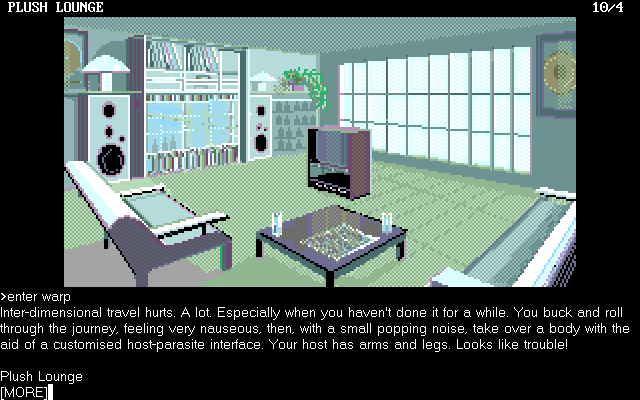 PLUSH LOUNGE 10/4
>enter warp
Inter-dimensional travel hurts. A lot. Especially when you haven't done it for a while. You buck and roll
through the journey, feeling very nauseous, then, with a small popping noise, take over a body with the
aid of a customised host-parasite interface. Your host has arms and legs. Looks like trouble!
Plush Lounge
[MORE]